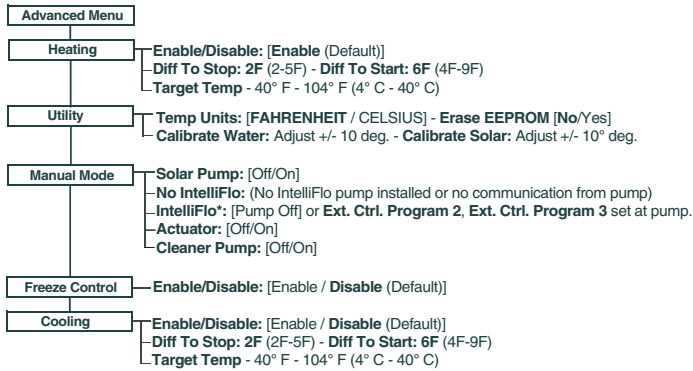 Advanced Menu
Heating
Enable/Disable: [Enable (Default)]
Diff To Stop: 2F (2-5F) - Diff To Start: 6F (4F-9F)
Target Temp - 40° F - 104° F (4° C - 40° C)
Utility
Temp Units: [FAHRENHEIT / CELSIUS] - Erase EEPROM [No/Yes]
Calibrate Water: Adjust +/- 10 deg. - Calibrate Solar: Adjust +/- 10° deg.
Manual Mode
Solar Pump: [Off/On]
No IntelliFlo: (No IntelliFlo pump installed or no communication from pump)
IntelliFlo*: [Pump Off] or Ext. Ctrl. Program 2, Ext. Ctrl. Program 3 set at pump.
Actuator: [Off/On]
Cleaner Pump: [Off/On]
Freeze Control
Enable/Disable: [Enable / Disable (Default)]
Cooling
Enable/Disable: [Enable / Disable (Default)]
Diff To Stop: 2F (2F-5F) - Diff To Start: 6F (4F-9F)
Target Temp - 40° F - 104° F (4° C - 40° C)